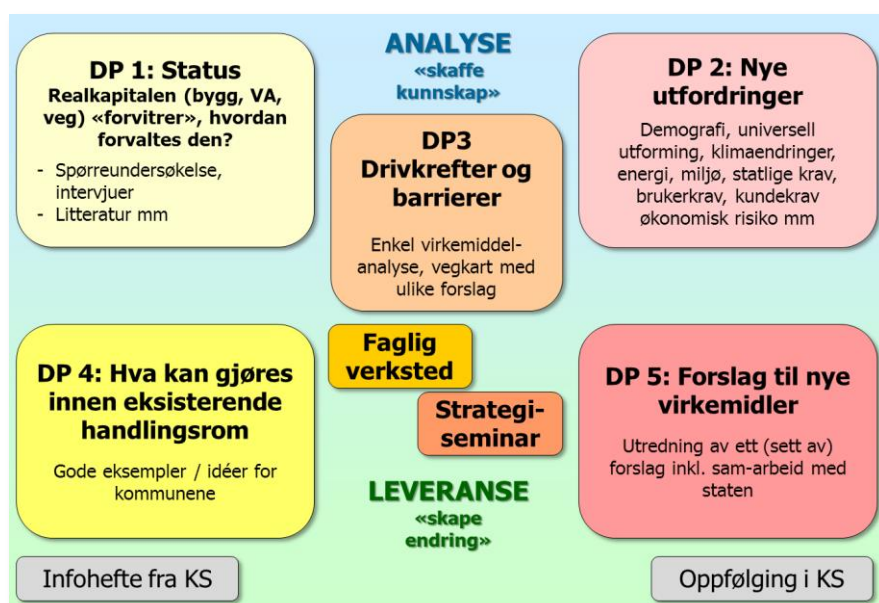 DP 1: Status
Realkapitalen (bygg, VA,
veg) «forvitrer», hvordan
forvaltes den?
- Spørreundersøkelse,
intervjuer
- Litteratur mm
ANALYSE
«skaffe
kunnskap»
DP3
Drivkrefter og
barrierer
Enkel virkemiddel-
analyse, vegkart med
ulike forslag
DP 2: Nye
utfordringer
Demografi, universell
utforming, klimaendringer,
energi, miljø, statlige krav,
brukerkrav, kundekrav
økonomisk risiko mm
DP 4: Hva kan gjøres
innen eksisterende
handlingsrom
Gode eksempler / idéer for
kommunene
Faglig
verksted
Strategi-
seminar
LEVERANSE
«skape
endring»
DP 5: Forslag til nye
virkemidler
Utredning av ett (sett av)
forslag inkl. sam-arbeid med
staten
Infohefte fra KS
Oppfølging i KS